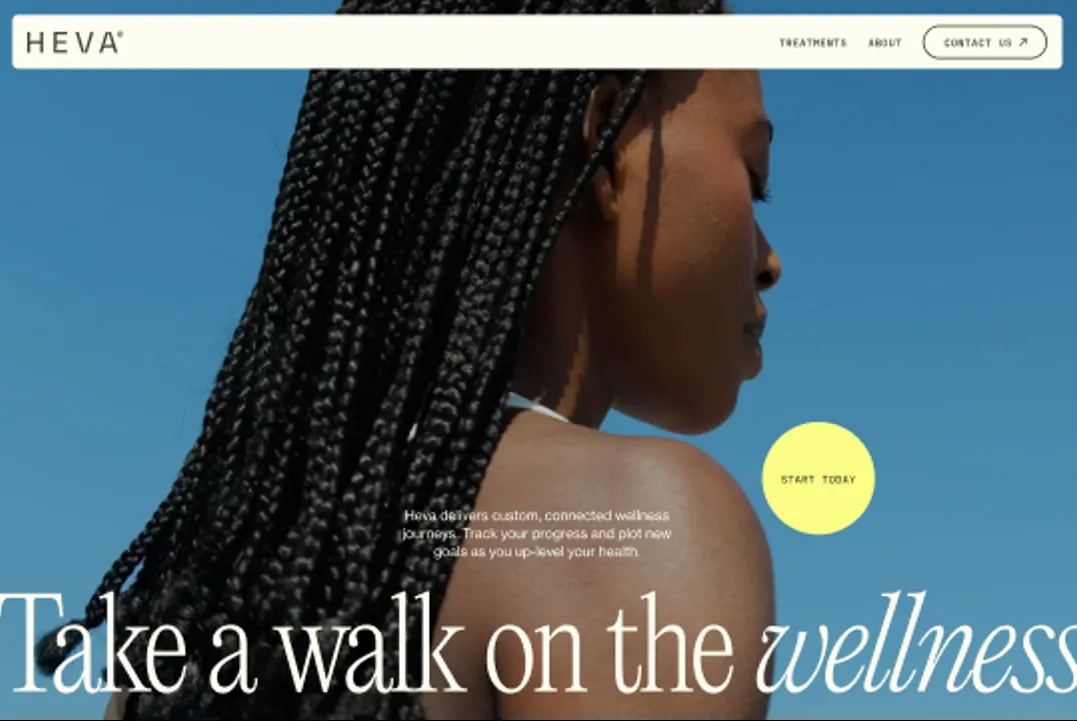 HEVA®
TREATMENTS ABOUT CONTACT US ↗
START TODAY
Heva delivers custom, connected wellness
journeys. Track your progress and plot new
goals as you up-level your health.
Take a walk on the wellness